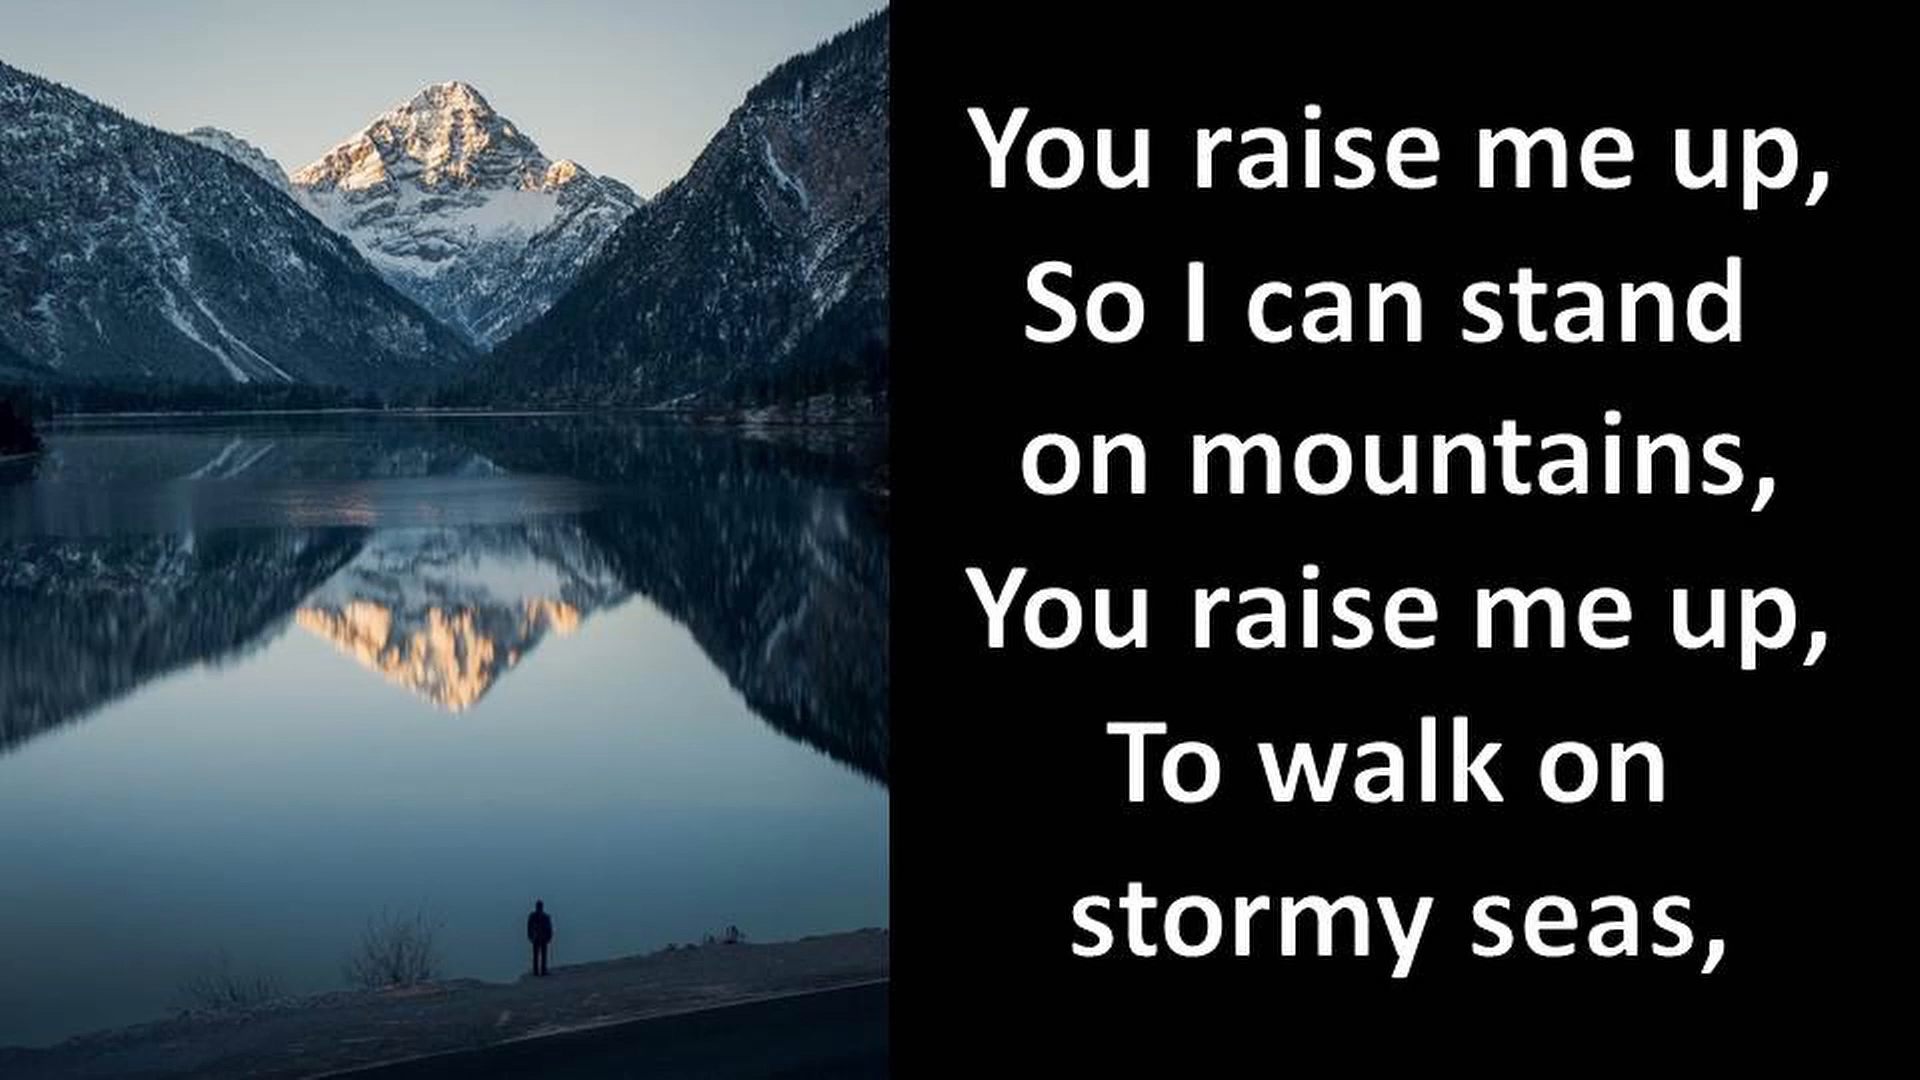 You raise me up,
So I can stand
on mountains,
You raise me up,
To walk on
stormy seas,